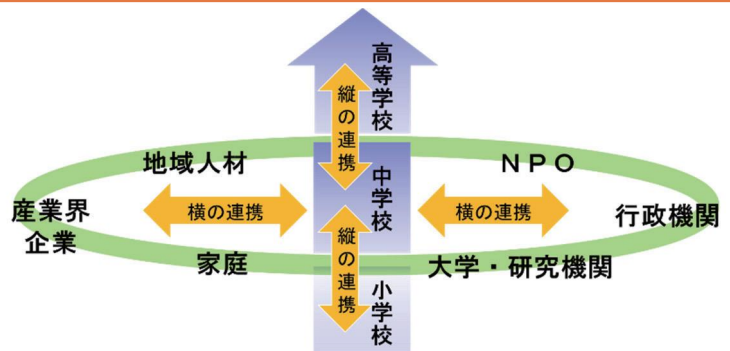 高等学校
縦の連携
地域人材
NPO
中学校
産業界
企業
横の連携
横の連携
行政機関
縦の連携
家庭
大学・研究機関
小学校